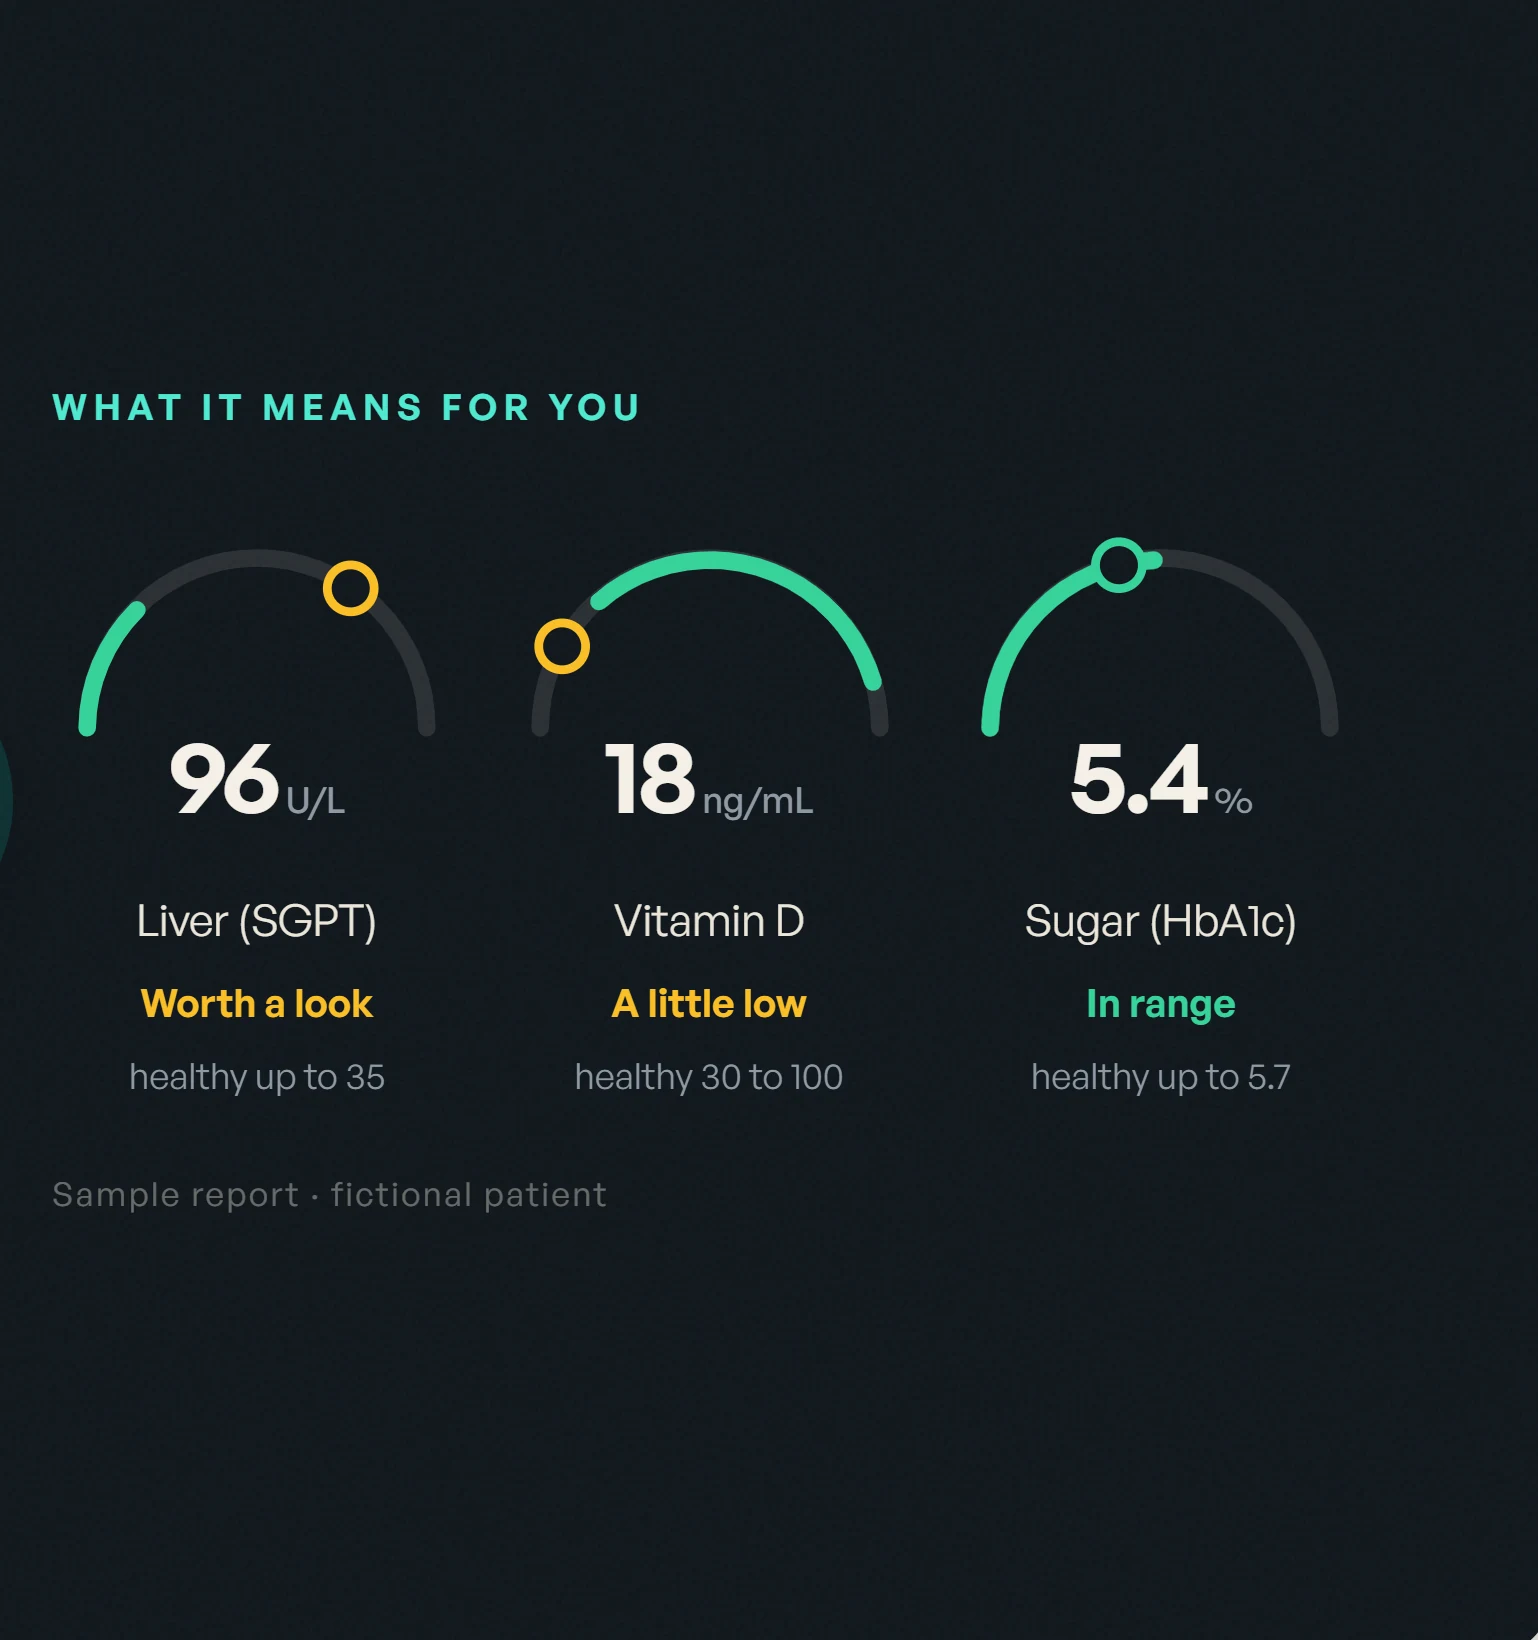 WHAT IT MEANS FOR YOU
96 U/L
18 ng/mL
5.4 %
Liver (SGPT)
Vitamin D
Sugar (HbA1c)
Worth a look
A little low
In range
healthy up to 35
healthy 30 to 100
healthy up to 5.7
Sample report · fictional patient